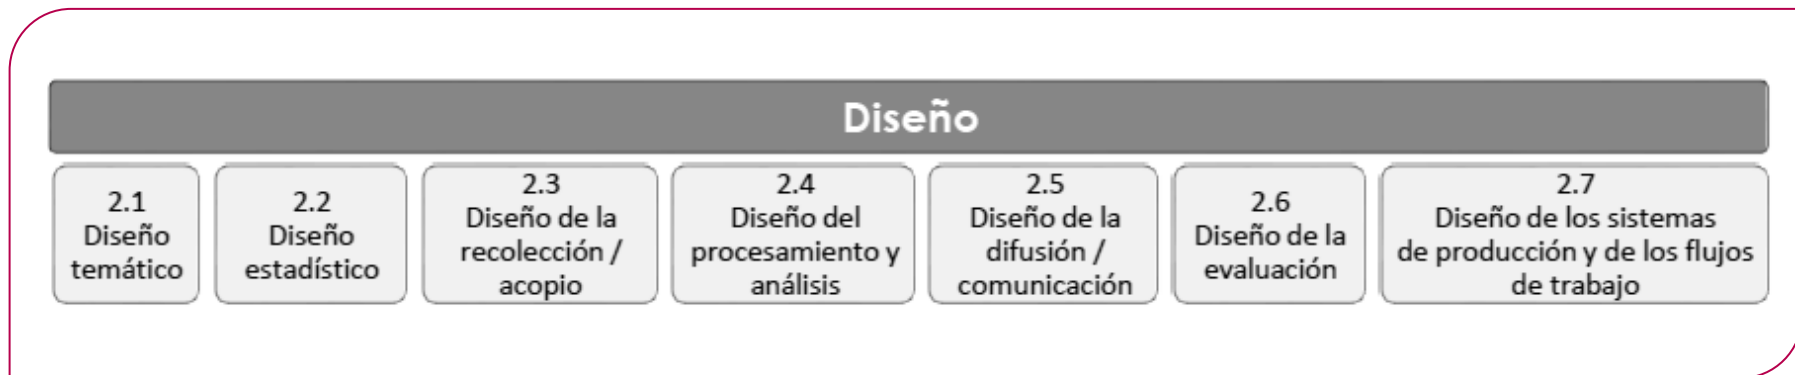 Diseño
2.1
Diseño
temático
2.2
Diseño
estadístico
2.3
Diseño de la
recolección /
acopio
2.4
Diseño del
procesamiento y
análisis
2.5
Diseño de la
difusión /
comunicación
2.6
Diseño de la
evaluación
2.7
Diseño de los sistemas
de producción y de los flujos
de trabajo